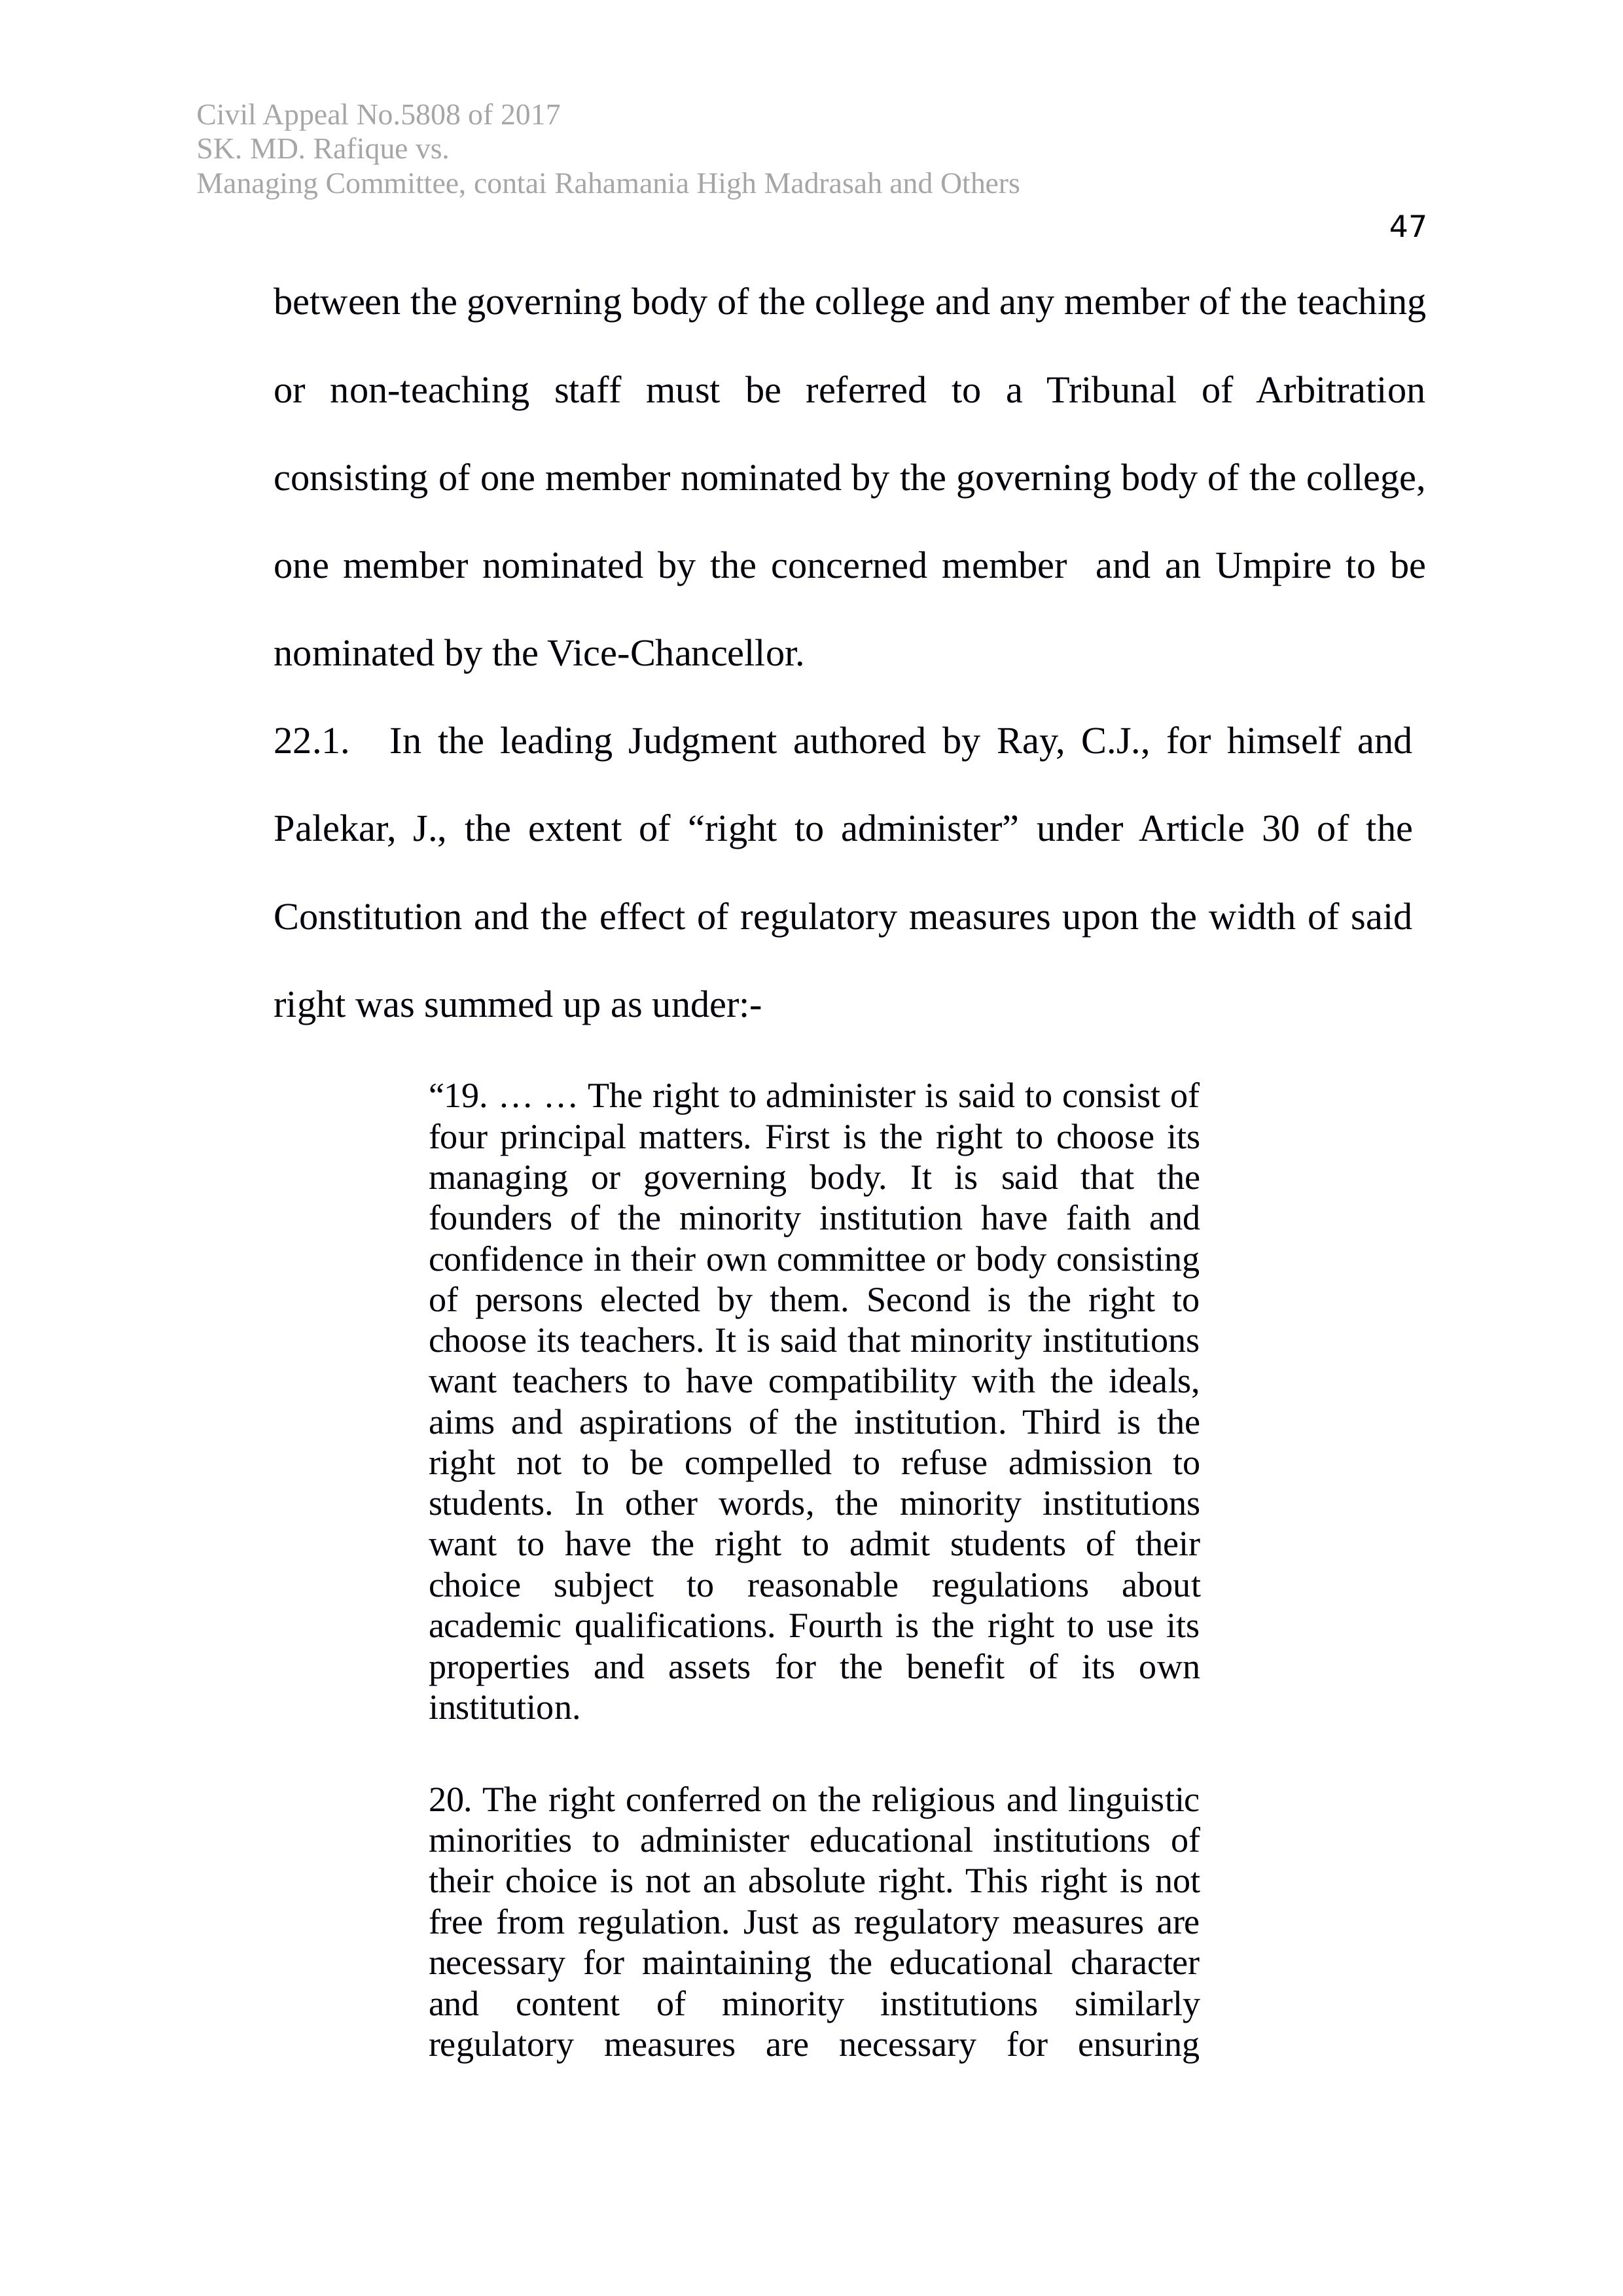 Civil Appeal No.5808 of 2017
SK. MD. Rafique vs.
Managing Committee, contai Rahamania High Madrasah and Others
47
between the governing body of the college and any member of the teaching
or non-teaching staff must be referred to a Tribunal of Arbitration
consisting of one member nominated by the governing body of the college,
one member nominated by the concerned member  and an Umpire to be
nominated by the Vice-Chancellor.
22.1. In the leading Judgment authored by Ray, C.J., for himself and
Palekar, J., the extent of “right to administer” under Article 30 of the
Constitution and the effect of regulatory measures upon the width of said
right was summed up as under:-
“19. … … The right to administer is said to consist of
four principal matters. First is the right to choose its
managing or governing body. It is said that the
founders of the minority institution have faith and
confidence in their own committee or body consisting
of persons elected by them. Second is the right to
choose its teachers. It is said that minority institutions
want teachers to have compatibility with the ideals,
aims and aspirations of the institution. Third is the
right not to be compelled to refuse admission to
students. In other words, the minority institutions
want to have the right to admit students of their
choice subject to reasonable regulations about
academic qualifications. Fourth is the right to use its
properties and assets for the benefit of its own
institution.
20. The right conferred on the religious and linguistic
minorities to administer educational institutions of
their choice is not an absolute right. This right is not
free from regulation. Just as regulatory measures are
necessary for maintaining the educational character
and content of minority institutions similarly
regulatory measures are necessary for ensuring